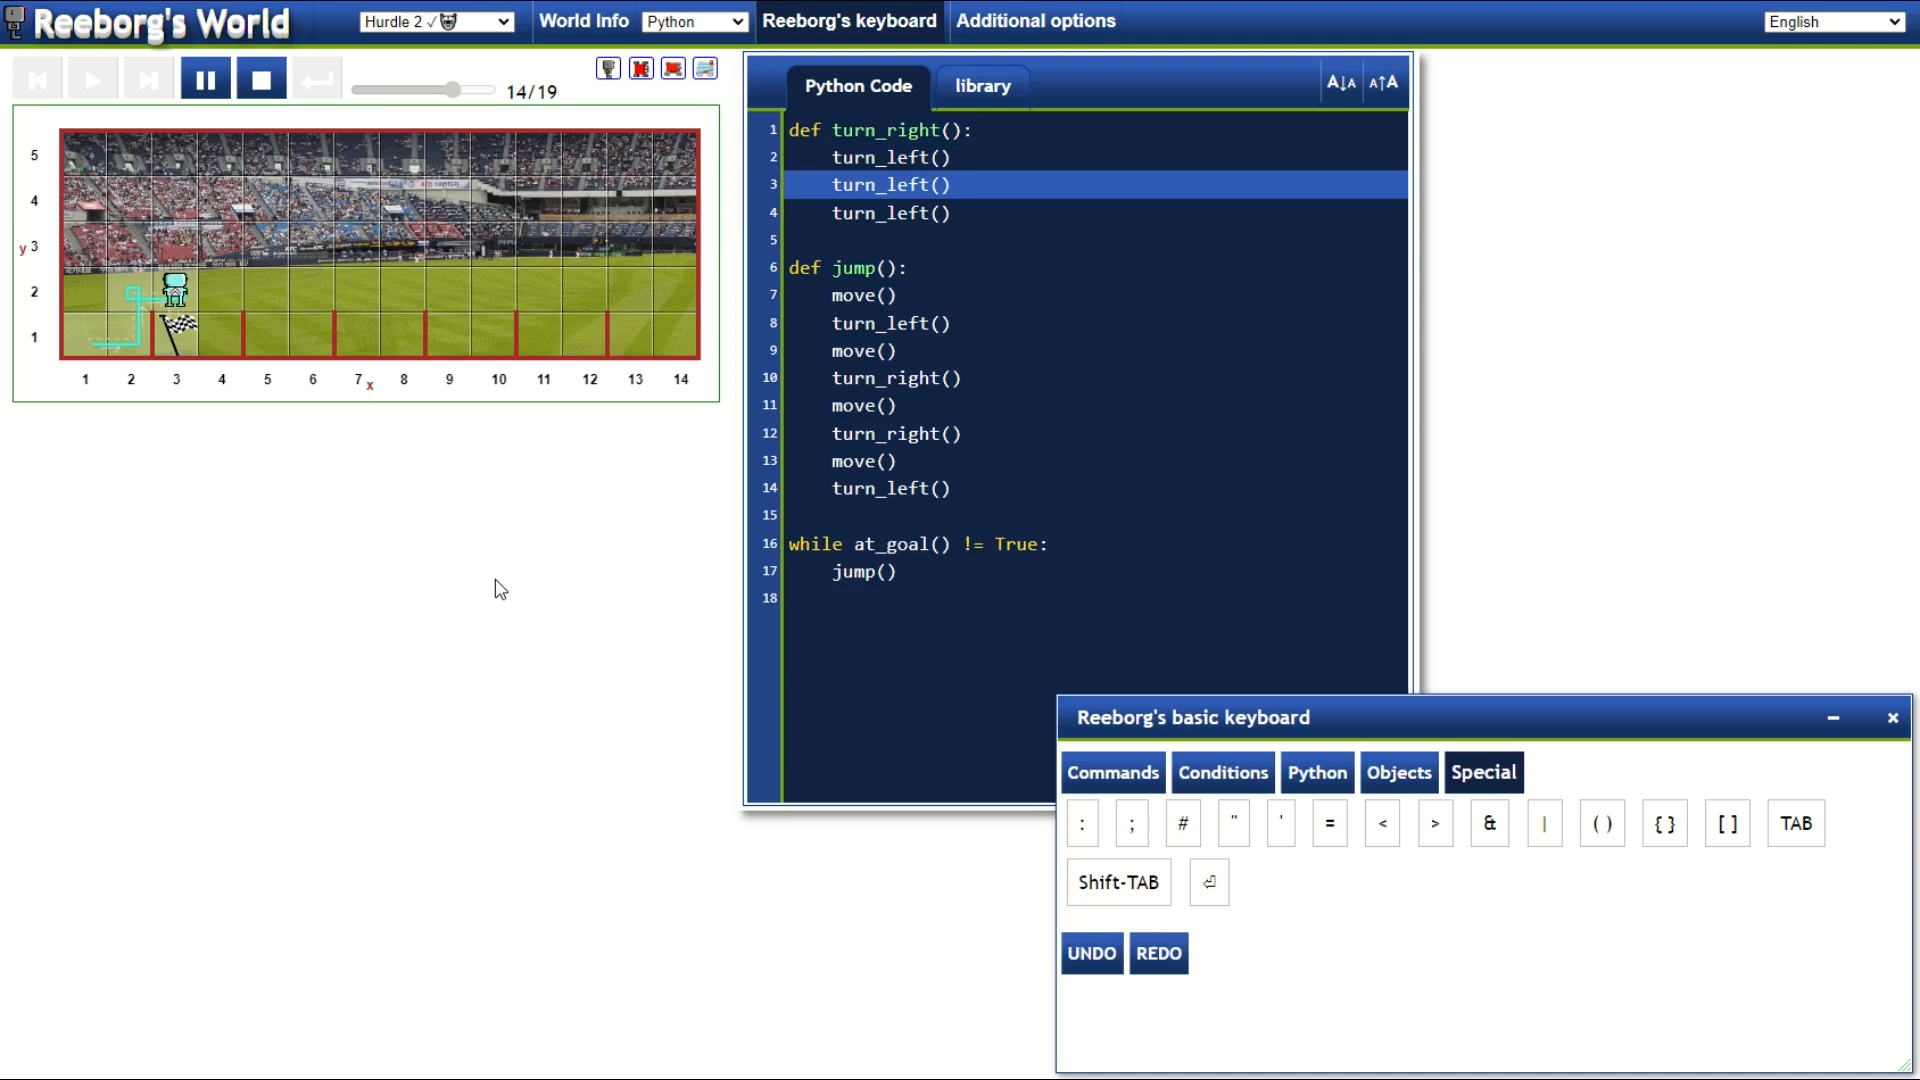 Reeborg's World
Hurdle 2 ✓
World Info
Python
Reeborg's keyboard
Additional options
English
14/19
5
4
y 3
2
1
1 2 3 4 5 6 7 x 8 9 10 11 12 13 14
Python Code
library
A↓A
A↑A
1 def turn_right():
2     turn_left()
3     turn_left()
4     turn_left()
5
6 def jump():
7     move()
8     turn_left()
9     move()
10     turn_right()
11     move()
12     turn_right()
13     move()
14     turn_left()
15
16 while at_goal() != True:
17     jump()
18
Reeborg's basic keyboard
Commands Conditions Python Objects Special
: ; # " ' = < > & | ( ) { } [ ] TAB
Shift-TAB ⏎
UNDO REDO